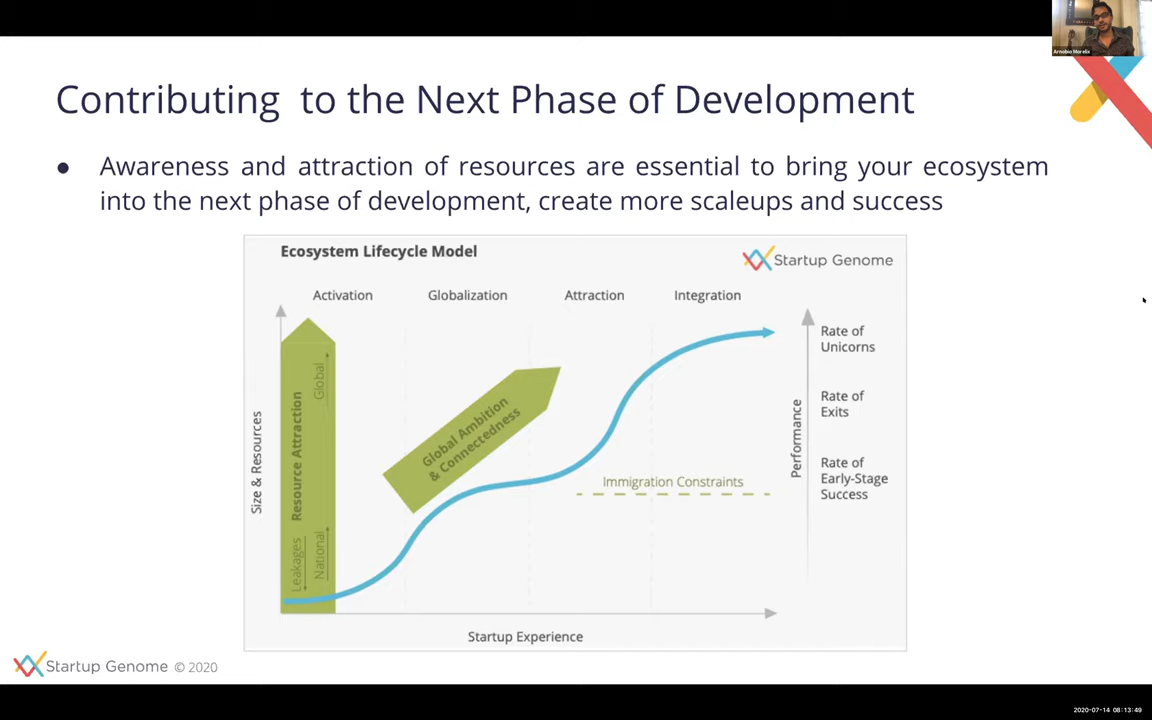 Arnobio Morelix
Contributing to the Next Phase of Development
● Awareness and attraction of resources are essential to bring your ecosystem
into the next phase of development, create more scaleups and success
Ecosystem Lifecycle Model
Startup Genome
Activation
Globalization
Attraction
Integration
Size & Resources
Leakages
Resource Attraction
National
Global
Global Ambition
& Connectedness
Immigration Constraints
Performance
Rate of
Unicorns
Rate of
Exits
Rate of
Early-Stage
Success
Startup Experience
Startup Genome © 2020
2020-07-14 08:13:49